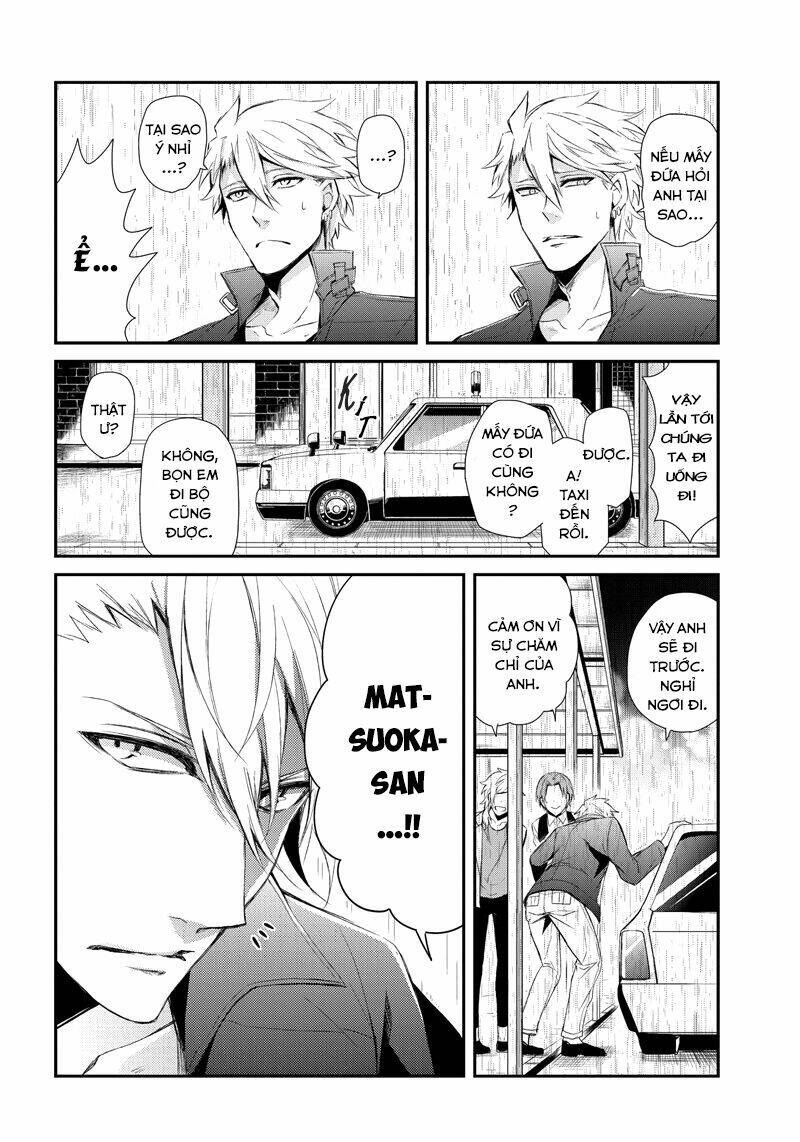 NẾU MẤY
ĐỨA HỎI
ANH TẠI
SAO...
...?
TẠI SAO
Ý NHỈ
...?
Ể...
VẬY
LẦN TỚI
CHÚNG
TA ĐI
UỐNG
ĐI!
ĐƯỢC.
A!
TAXI
ĐẾN
RỒI.
MẤY ĐỨA
CÓ ĐI
CÙNG KHÔNG
?
KÍT
KHÔNG,
BỌN EM
ĐI BỘ
CŨNG
ĐƯỢC.
THẬT
Ư?
VẬY ANH
SẼ ĐI
TRƯỚC.
NGHỈ
NGƠI ĐI.
CẢM ƠN VÌ
SỰ CHĂM
CHỈ CỦA
ANH.
MAT-
SUOKA-
SAN
...!!